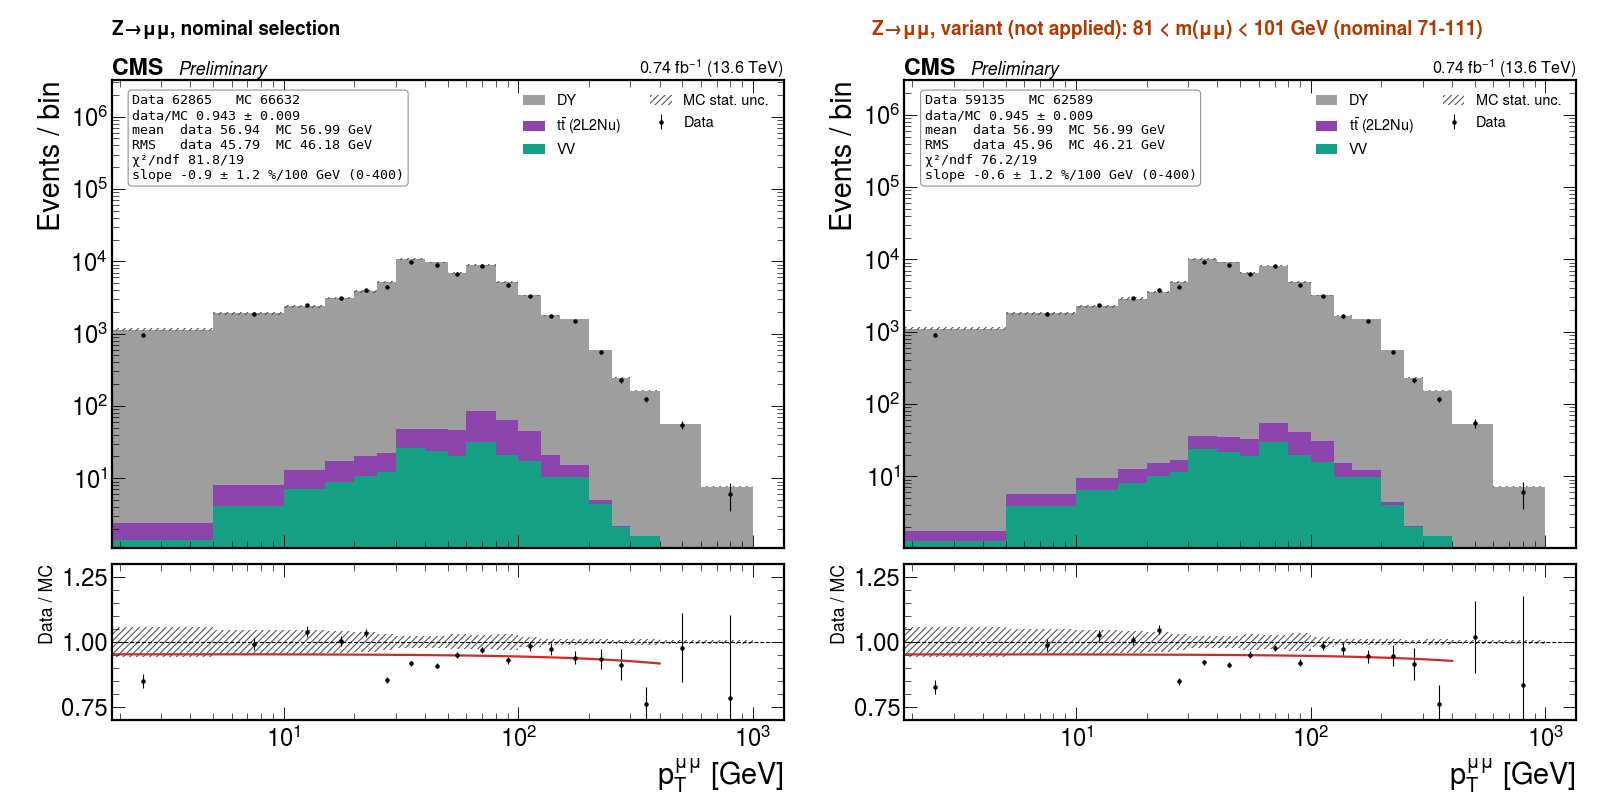 Z→μμ, nominal selection
CMS Preliminary 0.74 fb⁻¹ (13.6 TeV)
Events / bin
Data 62865 MC 66632
data/MC 0.943 ± 0.009
mean data 56.94 MC 56.99 GeV
RMS data 45.79 MC 46.18 GeV
χ²/ndf 81.8/19
slope -0.9 ± 1.2 %/100 GeV (0-400)
DY
tt̄ (2L2Nu)
VV
MC stat. unc.
Data
10⁶
10⁵
10⁴
10³
10²
10¹
Data / MC
1.25
1.00
0.75
10¹ 10² 10³
p_T^μμ [GeV]
Z→μμ, variant (not applied): 81 < m(μμ) < 101 GeV (nominal 71-111)
CMS Preliminary 0.74 fb⁻¹ (13.6 TeV)
Events / bin
Data 59135 MC 62589
data/MC 0.945 ± 0.009
mean data 56.99 MC 56.99 GeV
RMS data 45.96 MC 46.21 GeV
χ²/ndf 76.2/19
slope -0.6 ± 1.2 %/100 GeV (0-400)
DY
tt̄ (2L2Nu)
VV
MC stat. unc.
Data
10⁶
10⁵
10⁴
10³
10²
10¹
Data / MC
1.25
1.00
0.75
10¹ 10² 10³
p_T^μμ [GeV]